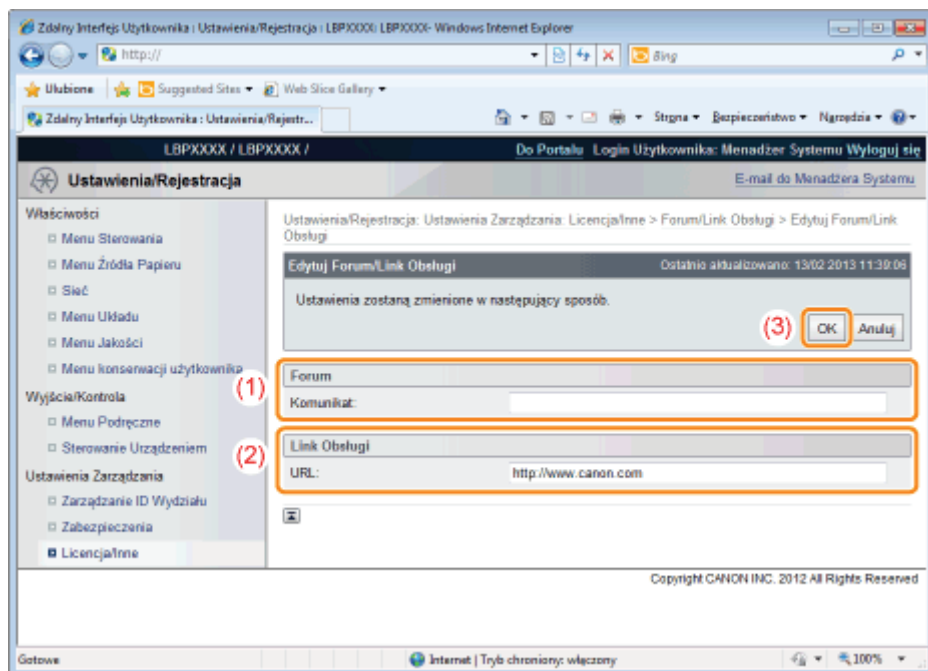 Zdalny Interfejs Użytkownika : Ustawienia/Rejestracja : LBPXXXX: LBPXXXX- Windows Internet Explorer
http://
Bing
Ulubione Suggested Sites Web Slice Gallery
Zdalny Interfejs Użytkownika : Ustawienia/Rejestr... Strona Bezpieczeństwo Narzędzia
LBPXXXX / LBPXXXX /
Do Portalu Login Użytkownika: Menadżer Systemu Wyloguj się
Ustawienia/Rejestracja
E-mail do Menadżera Systemu
Właściwości
Menu Sterowania
Menu Źródła Papieru
Sieć
Menu Układu
Menu Jakości
Menu konserwacji użytkownika
Wyjście/Kontrola
Menu Podręczne
Sterowanie Urządzeniem
Ustawienia Zarządzania
Zarządzanie ID Wydziału
Zabezpieczenia
Licencja/Inne
Ustawienia/Rejestracja: Ustawienia Zarządzania: Licencja/Inne > Forum/Link Obsługi > Edytuj Forum/Link
Obsługi
Edytuj Forum/Link Obsługi Ostatnio aktualizowano: 13/02 2013 11:39:06
Ustawienia zostaną zmienione w następujący sposób.
(3) OK Anuluj
(1)
Forum
Komunikat:
(2)
Link Obsługi
URL: http://www.canon.com
Copyright CANON INC. 2012 All Rights Reserved
Gotowe Internet | Tryb chroniony: włączony 100%